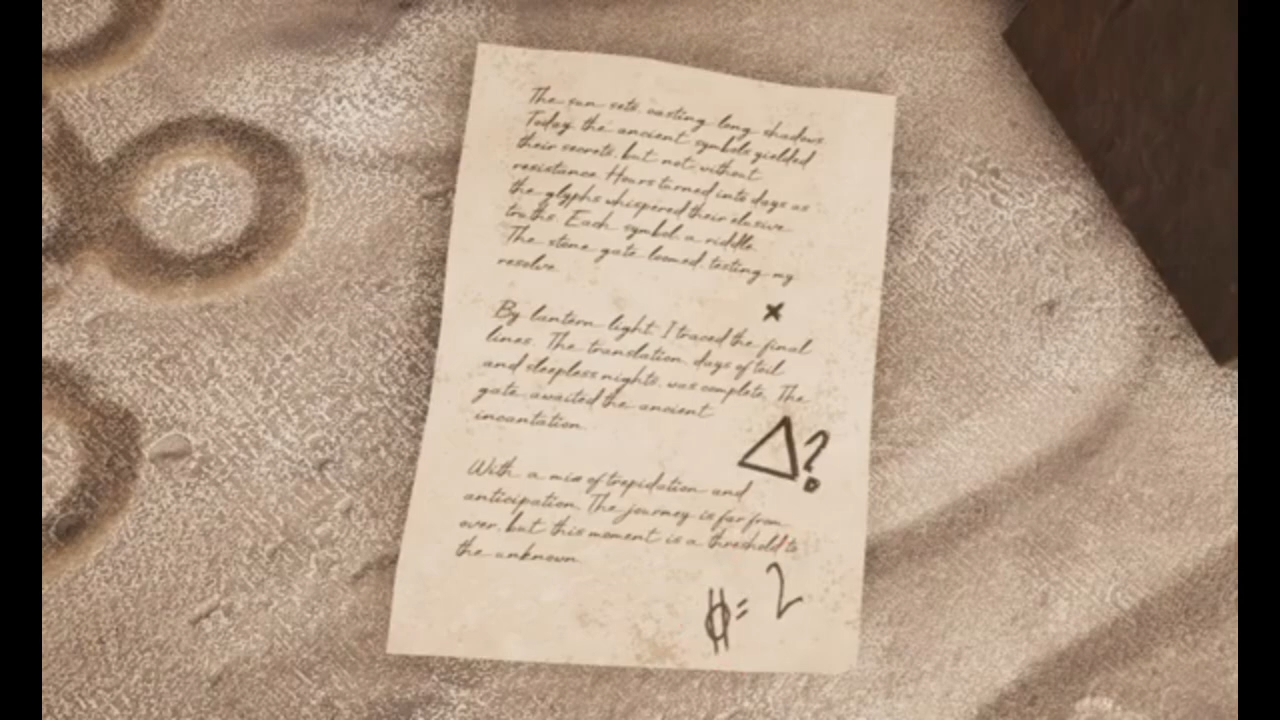 The sun sets, casting long shadows.
Today the ancient symbols yielded
their secrets, but not without
resistance. Hours turned into days as
the glyphs whispered their elusive
truths. Each symbol a riddle.
The stone gate loomed, testing my
resolve.
x
By lantern light, I traced the final
lines. The translation, days of toil
and sleepless nights, was complete. The
gate awaited the ancient
incantation.
△?
With a mix of trepidation and
anticipation. The journey is far from
over, but this moment is a threshold to
the unknown.
= 2